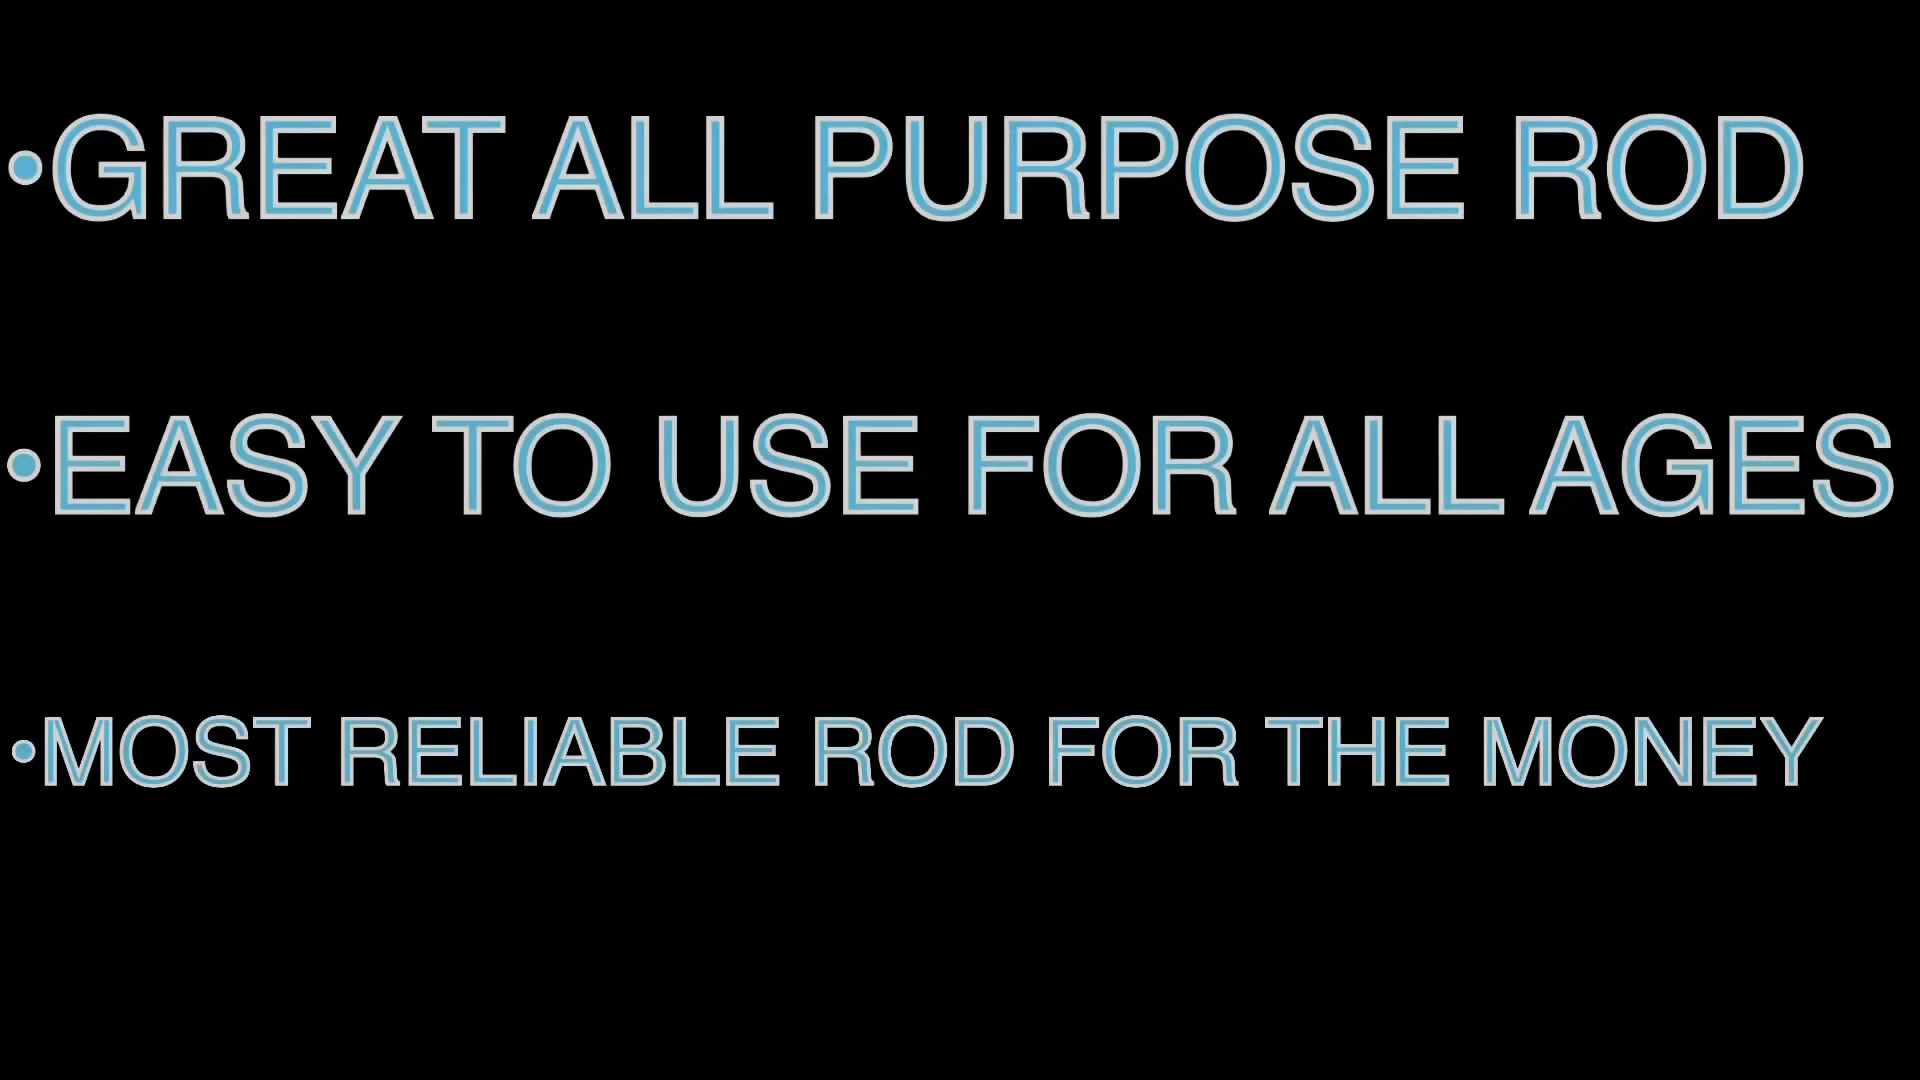 •GREAT ALL PURPOSE ROD
•EASY TO USE FOR ALL AGES
•MOST RELIABLE ROD FOR THE MONEY